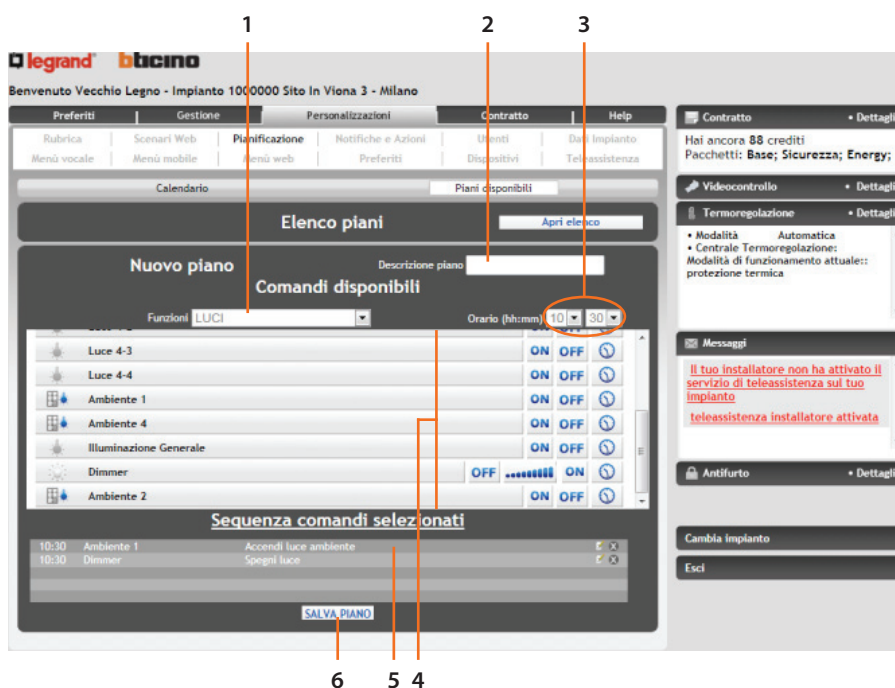 1 2 3
legrand bticino
Benvenuto Vecchio Legno - Impianto 1000000 Sito In Viona 3 - Milano
Preferiti | Gestione Personalizzazioni Contratto | Help
Rubrica Scenari Web Pianificazione Notifiche e Azioni Utenti Dati Impianto
Menù vocale Menù mobile Menù web Preferiti Dispositivi Teleassistenza
Calendario Piani disponibili
Elenco piani Apri elenco
Nuovo piano Descrizione piano
Comandi disponibili
Funzioni LUCI Orario (hh:mm) 10 30
Luce 4-3 ON OFF
Luce 4-4 ON OFF
Ambiente 1 ON OFF
Ambiente 4 ON OFF
Illuminazione Generale ON OFF
Dimmer OFF ON
Ambiente 2 ON OFF
Sequenza comandi selezionati
10:30 Ambiente 1 Accendi luce ambiente
10:30 Dimmer Spegni luce
SALVA PIANO
Contratto • Dettagli
Hai ancora 88 crediti
Pacchetti: Base; Sicurezza; Energy;
Videocontrollo • Dettagli
Termoregolazione • Dettagli
• Modalità Automatica
• Centrale Termoregolazione:
Modalità di funzionamento attuale::
protezione termica
Messaggi
Il tuo installatore non ha attivato il
servizio di teleassistenza sul tuo
impianto
teleassistenza installatore attivata
Antifurto • Dettagli
Cambia impianto
Esci
6 5 4